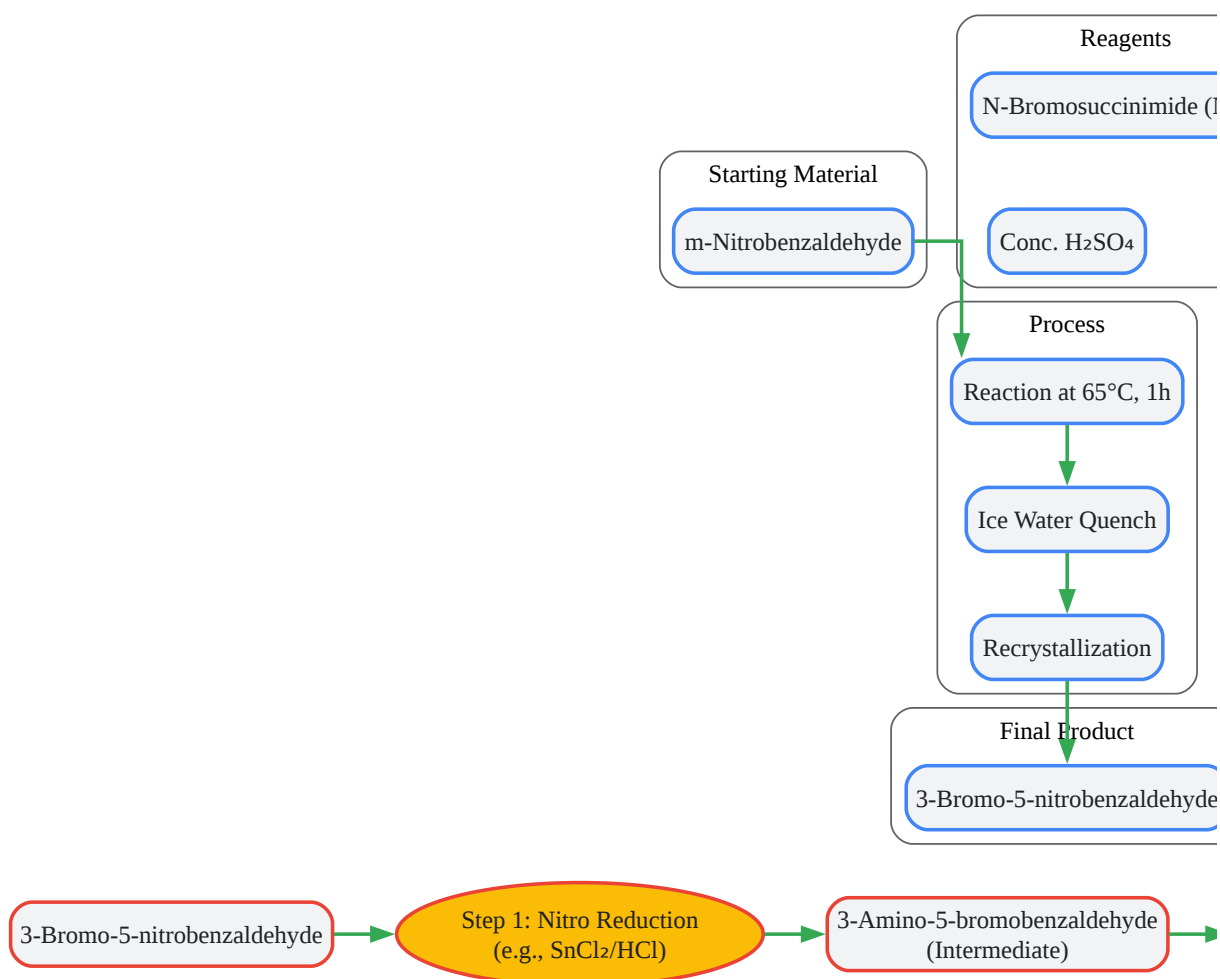 Reagents
N-Bromosuccinimide (
Starting Material
m-Nitrobenzaldehyde
Conc. H₂SO₄
Process
Reaction at 65°C, 1h
Ice Water Quench
Recrystallization
Final Product
3-Bromo-5-nitrobenzaldehyde
3-Bromo-5-nitrobenzaldehyde
Step 1: Nitro Reduction
(e.g., SnCl₂/HCl)
3-Amino-5-bromobenzaldehyde
(Intermediate)